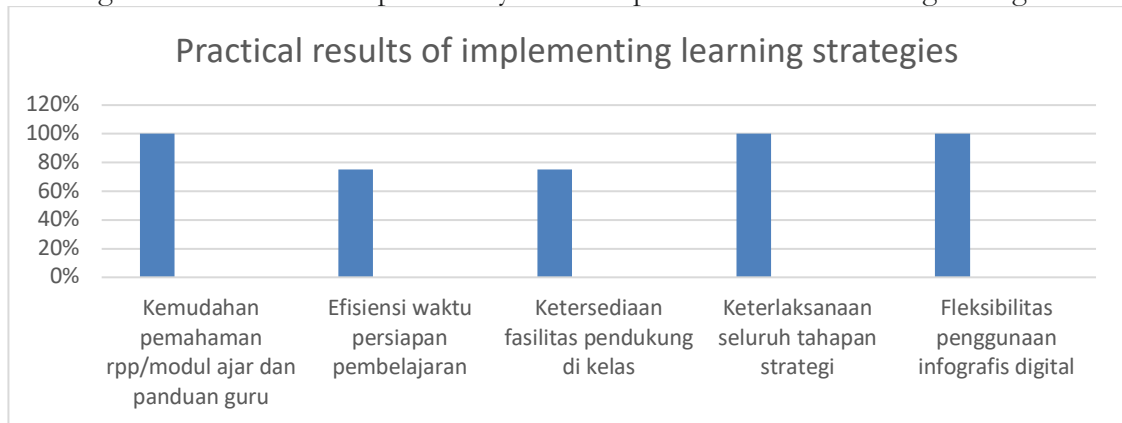 Practical results of implementing learning strategies
120%
100%
80%
60%
40%
20%
0%
Kemudahan pemahaman rpp/modul ajar dan panduan guru
Efisiensi waktu persiapan pembelajaran
Ketersediaan fasilitas pendukung di kelas
Keterlaksanaan seluruh tahapan strategi
Fleksibilitas penggunaan infografis digital